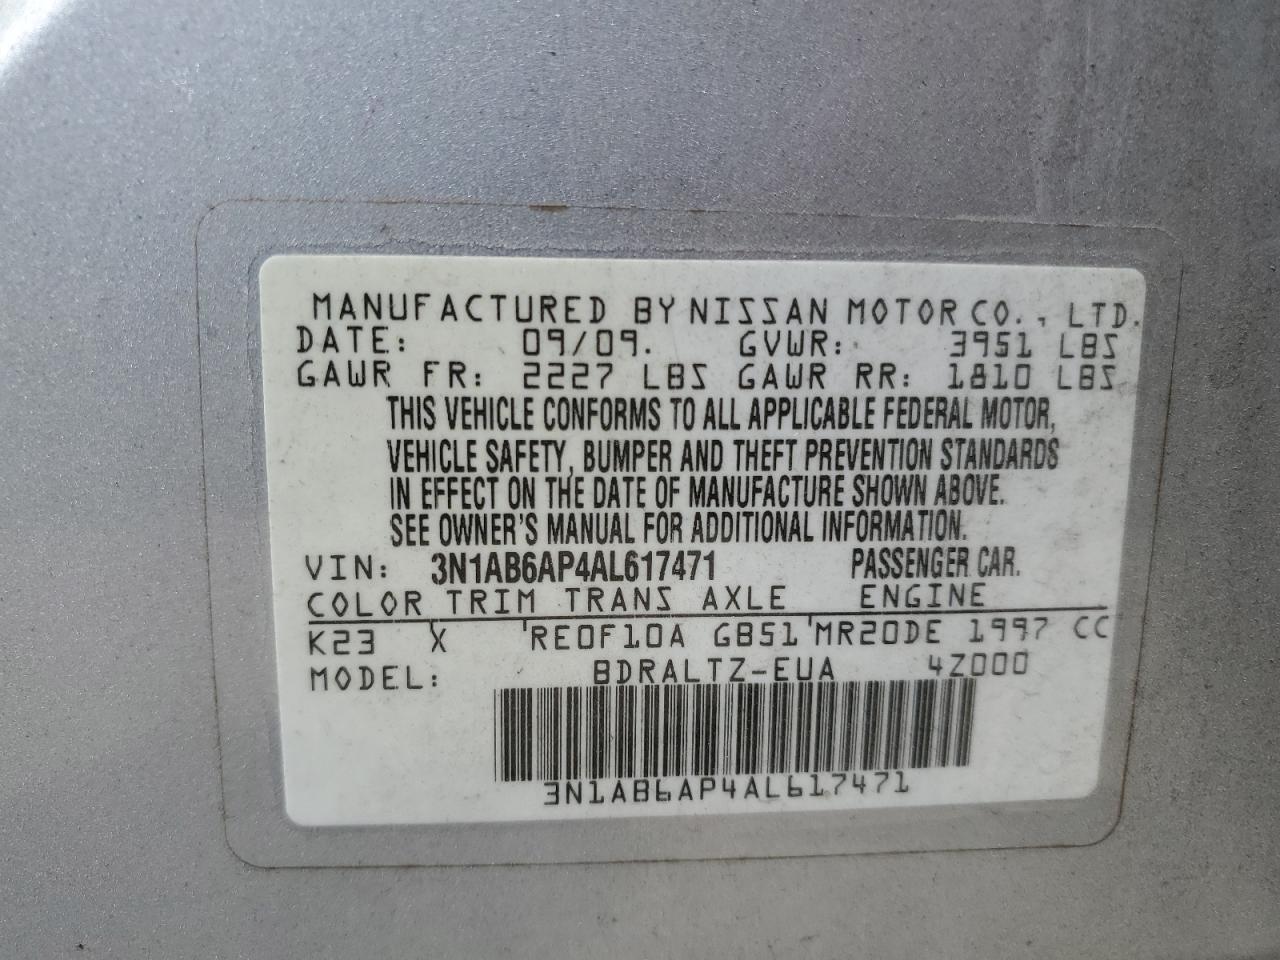 MANUFACTURED BY NISSAN MOTOR CO., LTD.
DATE: 09/09. GVWR: 3951 LBS
GAWR FR: 2227 LBS GAWR RR: 1810 LBS
THIS VEHICLE CONFORMS TO ALL APPLICABLE FEDERAL MOTOR,
VEHICLE SAFETY, BUMPER AND THEFT PREVENTION STANDARDS
IN EFFECT ON THE DATE OF MANUFACTURE SHOWN ABOVE.
SEE OWNER'S MANUAL FOR ADDITIONAL INFORMATION.
VIN: 3N1AB6AP4AL617471 PASSENGER CAR.
COLOR TRIM TRANS AXLE ENGINE
K23 X RE0F10A GB51 MR20DE 1997 CC
MODEL: BDRALTZ-EUA 4Z000
3N1AB6AP4AL617471